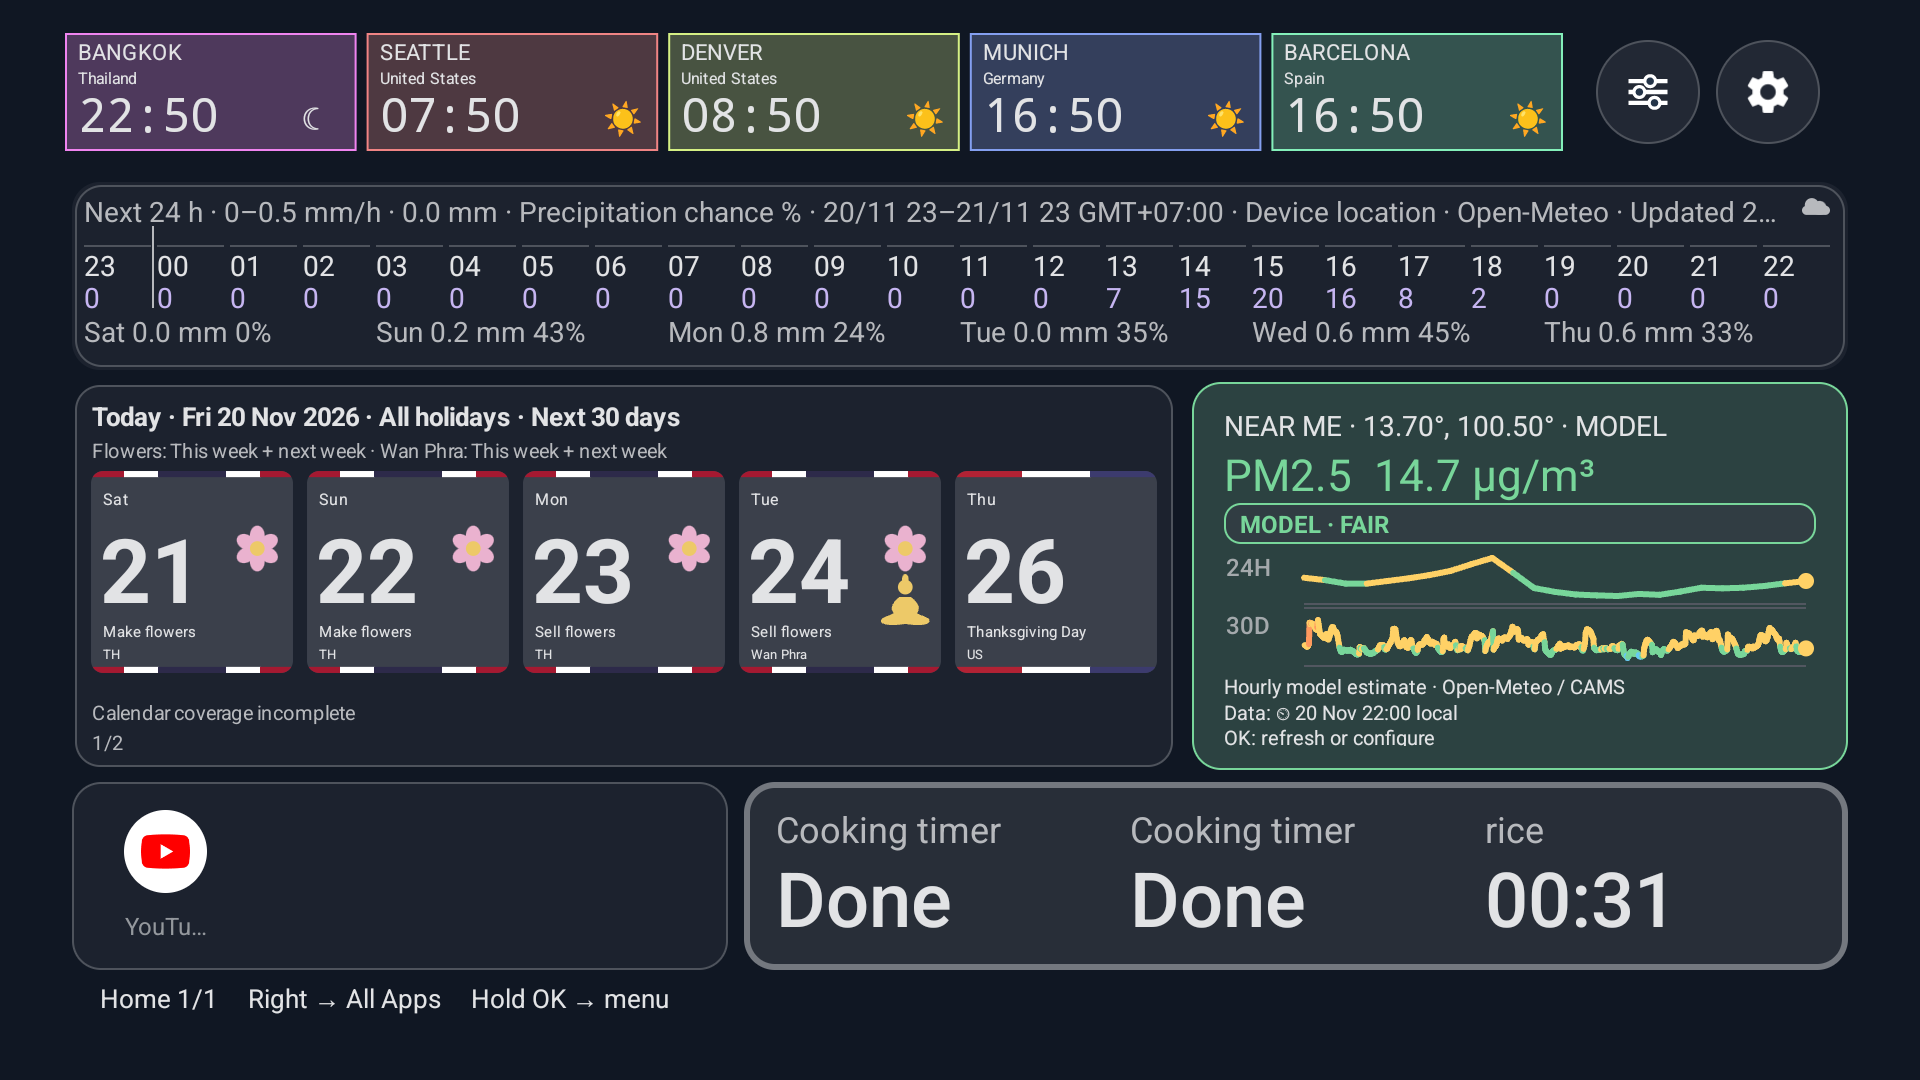 BANGKOK
Thailand
22:50
SEATTLE
United States
07:50
DENVER
United States
08:50
MUNICH
Germany
16:50
BARCELONA
Spain
16:50
Next 24 h · 0–0.5 mm/h · 0.0 mm · Precipitation chance % · 20/11 23–21/11 23 GMT+07:00 · Device location · Open-Meteo · Updated 2...
23 00 01 02 03 04 05 06 07 08 09 10 11 12 13 14 15 16 17 18 19 20 21 22
0 0 0 0 0 0 0 0 0 0 0 0 0 0 7 15 20 16 8 2 0 0 0 0
Sat 0.0 mm 0% Sun 0.2 mm 43% Mon 0.8 mm 24% Tue 0.0 mm 35% Wed 0.6 mm 45% Thu 0.6 mm 33%
Today · Fri 20 Nov 2026 · All holidays · Next 30 days
Flowers: This week + next week · Wan Phra: This week + next week
Sat
21
Make flowers
TH
Sun
22
Make flowers
TH
Mon
23
Sell flowers
TH
Tue
24
Sell flowers
Wan Phra
Thu
26
Thanksgiving Day
US
Calendar coverage incomplete
1/2
NEAR ME · 13.70°, 100.50° · MODEL
PM2.5 14.7 µg/m³
MODEL · FAIR
24H
30D
Hourly model estimate · Open-Meteo / CAMS
Data: ⏲ 20 Nov 22:00 local
OK: refresh or configure
YouTu...
Cooking timer
Done
Cooking timer
Done
rice
00:31
Home 1/1 Right → All Apps Hold OK → menu